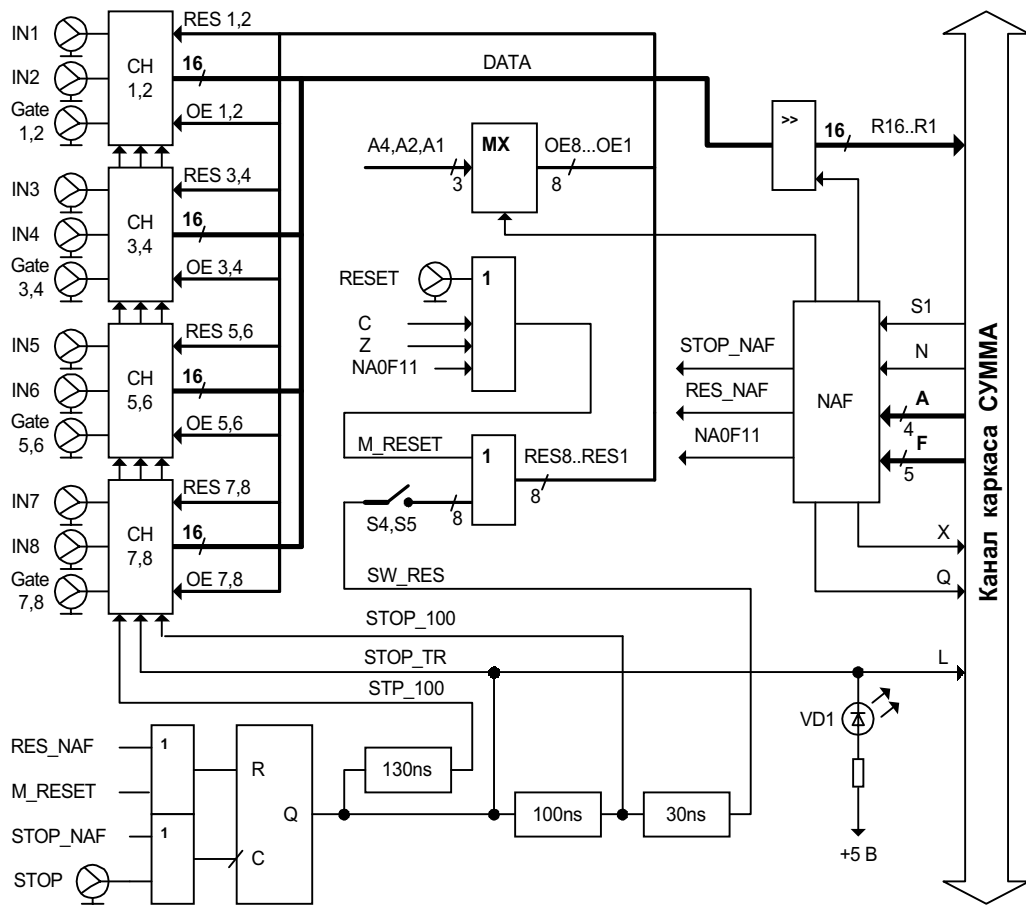 IN1
RES 1,2
IN2
CH
1,2
16
DATA
Gate
1,2
OE 1,2
>>
16
R16..R1
A4,A2,A1
3
MX
OE8...OE1
8
IN3
RES 3,4
IN4
CH
3,4
16
Gate
3,4
OE 3,4
RESET
1
C
Z
NA0F11
IN5
RES 5,6
IN6
CH
5,6
16
Gate
5,6
OE 5,6
STOP_NAF
RES_NAF
NA0F11
NAF
S1
N
A
4
F
5
X
Q
L
Канал каркаса СУММА
M_RESET
1
RES8..RES1
8
S4,S5
8
SW_RES
IN7
RES 7,8
IN8
CH
7,8
16
Gate
7,8
OE 7,8
STOP_100
STOP_TR
STP_100
VD1
+5 В
RES_NAF
M_RESET
STOP_NAF
STOP
1
1
R
Q
C
130ns
100ns
30ns